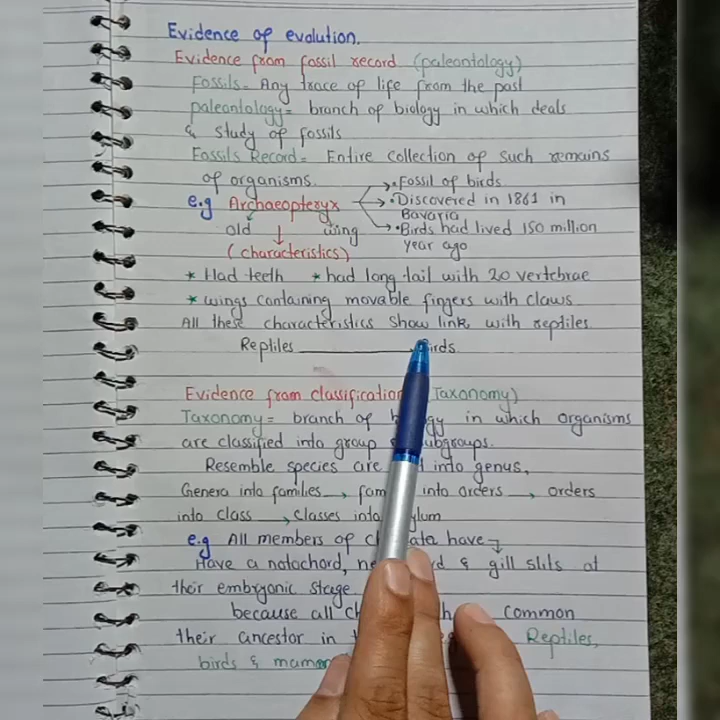 Evidence of evolution.
Evidence from fossil record (paleontology)
Fossils = Any trace of life from the past
paleontology = branch of biology in which deals
& study of fossils
Fossils Record = Entire collection of such remains
of organisms.
• Fossil of birds
e.g Archaeopteryx
• Discovered in 1861 in
Bavaria
old wing
• Birds had lived 150 million
year ago
(characteristics)
* Had teeth * had long tail with 20 vertebrae
* wings containing movable fingers with claws
All these characteristics show link with reptiles
Reptiles
Evidence from classification Taxonomy)
Taxonomy = branch of in which organisms
are classified into group subgroups.
Resemble species are into genus,
Genera into families → into orders → orders
into class → classes into
e.g All members of have
Have a notochord, & gill slits at
their embryonic stage
because all common
their ancestor in Reptiles,
birds &